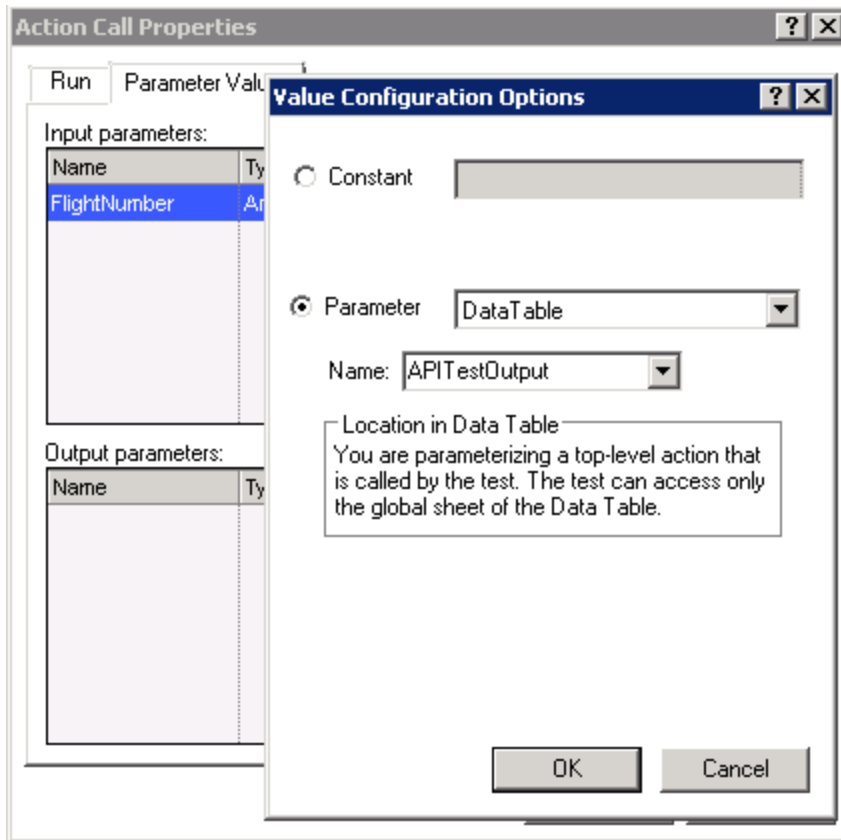 Action Call Properties
Run
Parameter Valu
Input parameters:
Name
Ty
FlightNumber
Output parameters:
Name
Ty
Value Configuration Options
Constant
Parameter
DataTable
Name: APITestOutput
Location in Data Table
You are parameterizing a top-level action that
is called by the test. The test can access only
the global sheet of the Data Table.
OK
Cancel